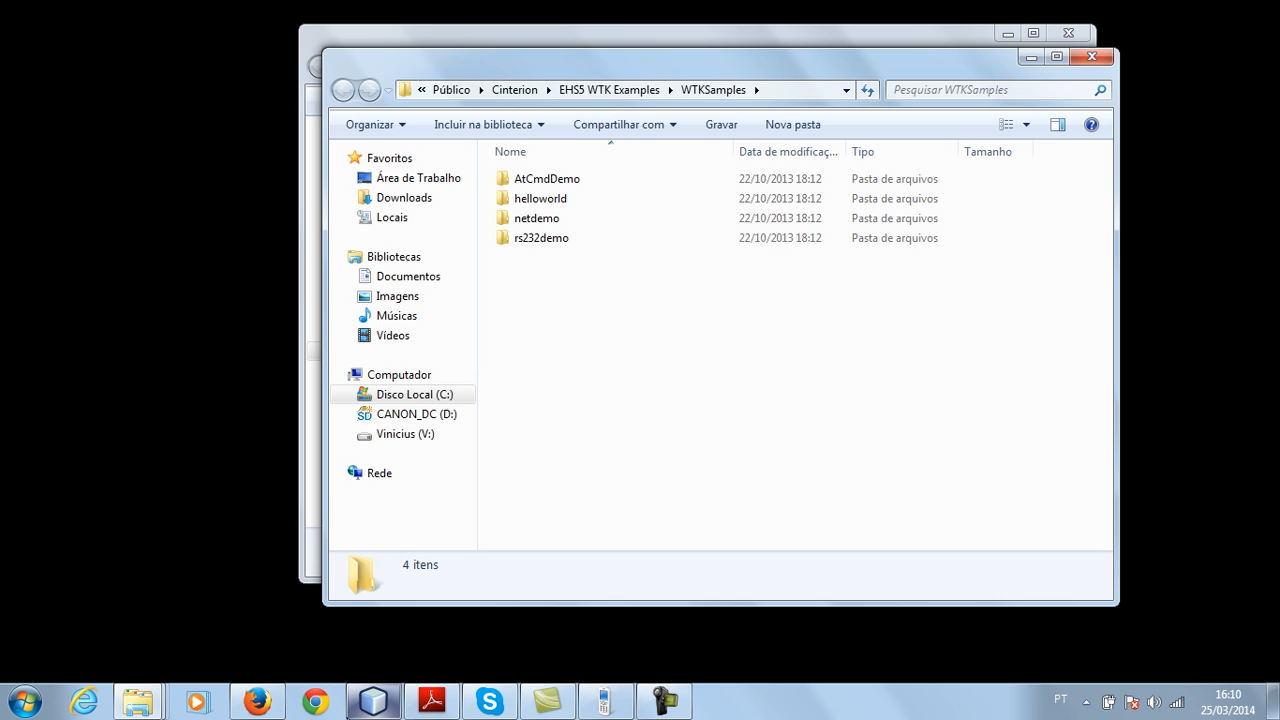 « Público Cinterion EHS5 WTK Examples WTKSamples
Pesquisar WTKSamples
Organizar Incluir na biblioteca Compartilhar com Gravar Nova pasta
Nome Data de modificaç... Tipo Tamanho
Favoritos
Área de Trabalho
Downloads
Locais
Bibliotecas
Documentos
Imagens
Músicas
Vídeos
Computador
Disco Local (C:)
CANON_DC (D:)
Vinicius (V:)
Rede
AtCmdDemo 22/10/2013 18:12 Pasta de arquivos
helloworld 22/10/2013 18:12 Pasta de arquivos
netdemo 22/10/2013 18:12 Pasta de arquivos
rs232demo 22/10/2013 18:12 Pasta de arquivos
4 itens
PT
16:10
25/03/2014